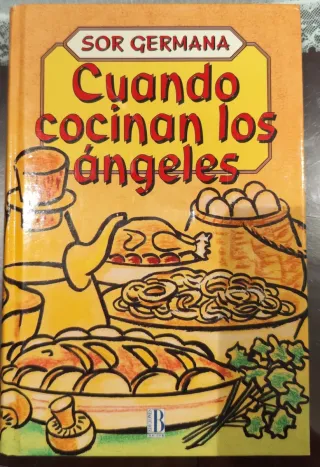 SOR GERMANA
Cuando
cocinan los
ángeles
B